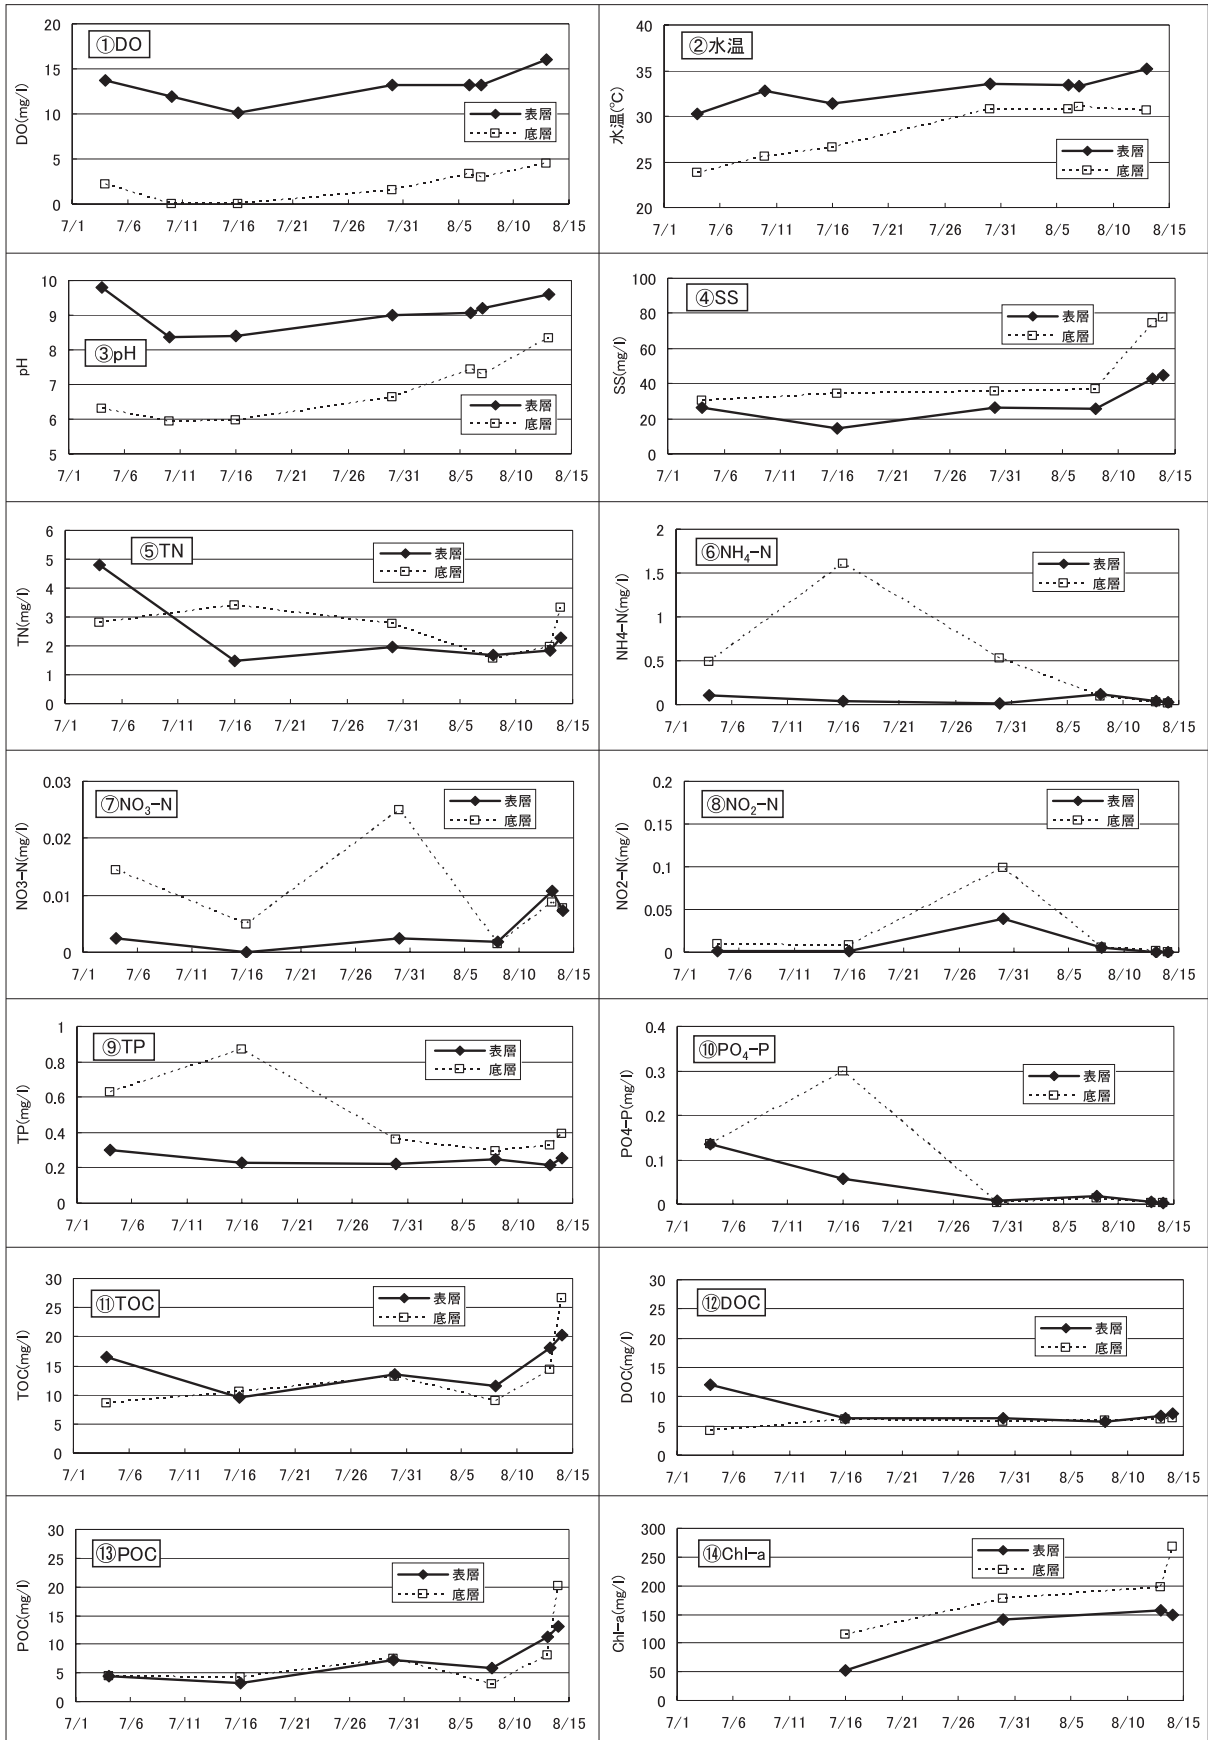 ①DO
DO(mg/l)
20
15
10
5
0
表層
底層
7/1 7/6 7/11 7/16 7/21 7/26 7/31 8/5 8/10 8/15
②水温
水温(℃)
40
35
30
25
20
表層
底層
7/1 7/6 7/11 7/16 7/21 7/26 7/31 8/5 8/10 8/15
③pH
pH
10
9
8
7
6
5
表層
底層
7/1 7/6 7/11 7/16 7/21 7/26 7/31 8/5 8/10 8/15
④SS
SS(mg/l)
100
80
60
40
20
0
表層
底層
7/1 7/6 7/11 7/16 7/21 7/26 7/31 8/5 8/10 8/15
⑤TN
TN(mg/l)
6
5
4
3
2
1
0
表層
底層
7/1 7/6 7/11 7/16 7/21 7/26 7/31 8/5 8/10 8/15
⑥NH₄-N
NH4-N(mg/l)
2
1.5
1
0.5
0
表層
底層
7/1 7/6 7/11 7/16 7/21 7/26 7/31 8/5 8/10 8/15
⑦NO₃-N
NO3-N(mg/l)
0.03
0.02
0.01
0
表層
底層
7/1 7/6 7/11 7/16 7/21 7/26 7/31 8/5 8/10 8/15
⑧NO₂-N
NO2-N(mg/l)
0.2
0.15
0.1
0.05
0
表層
底層
7/1 7/6 7/11 7/16 7/21 7/26 7/31 8/5 8/10 8/15
⑨TP
TP(mg/l)
1
0.8
0.6
0.4
0.2
0
表層
底層
7/1 7/6 7/11 7/16 7/21 7/26 7/31 8/5 8/10 8/15
⑩PO₄-P
PO4-P(mg/l)
0.4
0.3
0.2
0.1
0
表層
底層
7/1 7/6 7/11 7/16 7/21 7/26 7/31 8/5 8/10 8/15
⑪TOC
TOC(mg/l)
30
25
20
15
10
5
0
表層
底層
7/1 7/6 7/11 7/16 7/21 7/26 7/31 8/5 8/10 8/15
⑫DOC
DOC(mg/l)
30
25
20
15
10
5
0
表層
底層
7/1 7/6 7/11 7/16 7/21 7/26 7/31 8/5 8/10 8/15
⑬POC
POC(mg/l)
30
25
20
15
10
5
0
表層
底層
7/1 7/6 7/11 7/16 7/21 7/26 7/31 8/5 8/10 8/15
⑭Chl-a
Chl-a(mg/l)
300
250
200
150
100
50
0
表層
底層
7/1 7/6 7/11 7/16 7/21 7/26 7/31 8/5 8/10 8/15